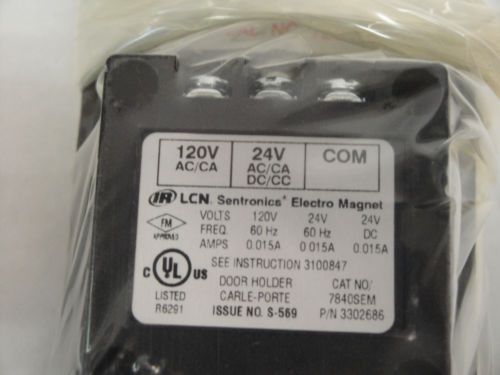 120V
AC/CA
24V
AC/CA
DC/CC
COM
IR LCN. Sentronics* Electro Magnet
VOLTS 120V 24V 24V
FREQ. 60 Hz 60 Hz DC
AMPS 0.015A 0.015A 0.015A
FM
APPROVED
SEE INSTRUCTION 3100847
C UL US
LISTED
R6291
DOOR HOLDER CAT NO/
CARLE-PORTE 7840SEM
ISSUE NO. S-569 P/N 3302686